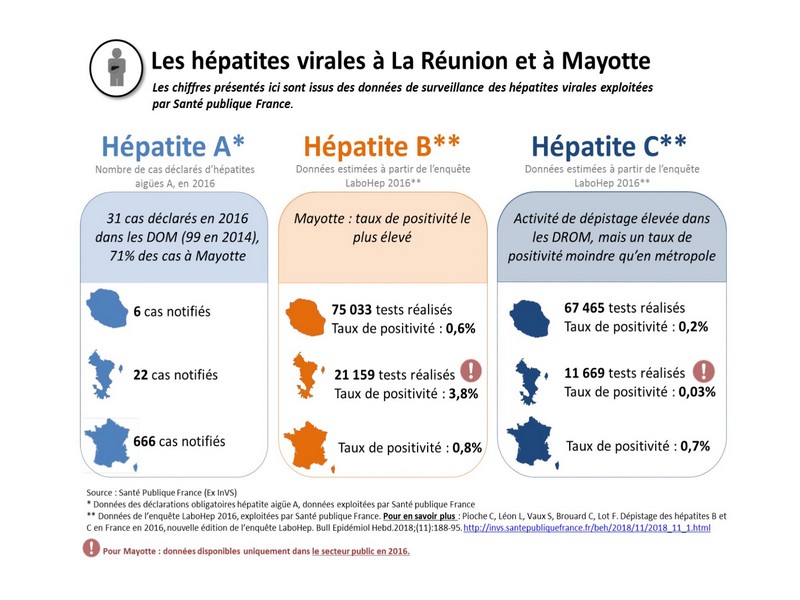 Les hépatites virales à La Réunion et à Mayotte
Les chiffres présentés ici sont issus des données de surveillance des hépatites virales exploitées
par Santé publique France.
Hépatite A*
Nombre de cas déclarés d'hépatites
aigües A, en 2016
31 cas déclarés en 2016
dans les DOM (99 en 2014),
71% des cas à Mayotte
6 cas notifiés
22 cas notifiés
666 cas notifiés
Hépatite B**
Données estimées à partir de l'enquête
LaboHep 2016**
Mayotte : taux de positivité le
plus élevé
75 033 tests réalisés
Taux de positivité : 0,6%
21 159 tests réalisés
Taux de positivité : 3,8%
Taux de positivité : 0,8%
Hépatite C**
Données estimées à partir de l'enquête
LaboHep 2016**
Activité de dépistage élevée dans
les DROM, mais un taux de
positivité moindre qu'en métropole
67 465 tests réalisés
Taux de positivité : 0,2%
11 669 tests réalisés
Taux de positivité : 0,03%
Taux de positivité : 0,7%
Source : Santé Publique France (Ex InVS)
* Données des déclarations obligatoires hépatite aigüe A, données exploitées par Santé publique France
** Données de l'enquête LaboHep 2016, exploitées par Santé publique France. Pour en savoir plus : Pioche C, Léon L, Vaux S, Brouard C, Lot F. Dépistage des hépatites B et
C en France en 2016, nouvelle édition de l'enquête LaboHep. Bull Epidémiol Hebd.2018;(11):188-95. http://invs.santepubliquefrance.fr/beh/2018/11/2018_11_1.html
! Pour Mayotte : données disponibles uniquement dans le secteur public en 2016.